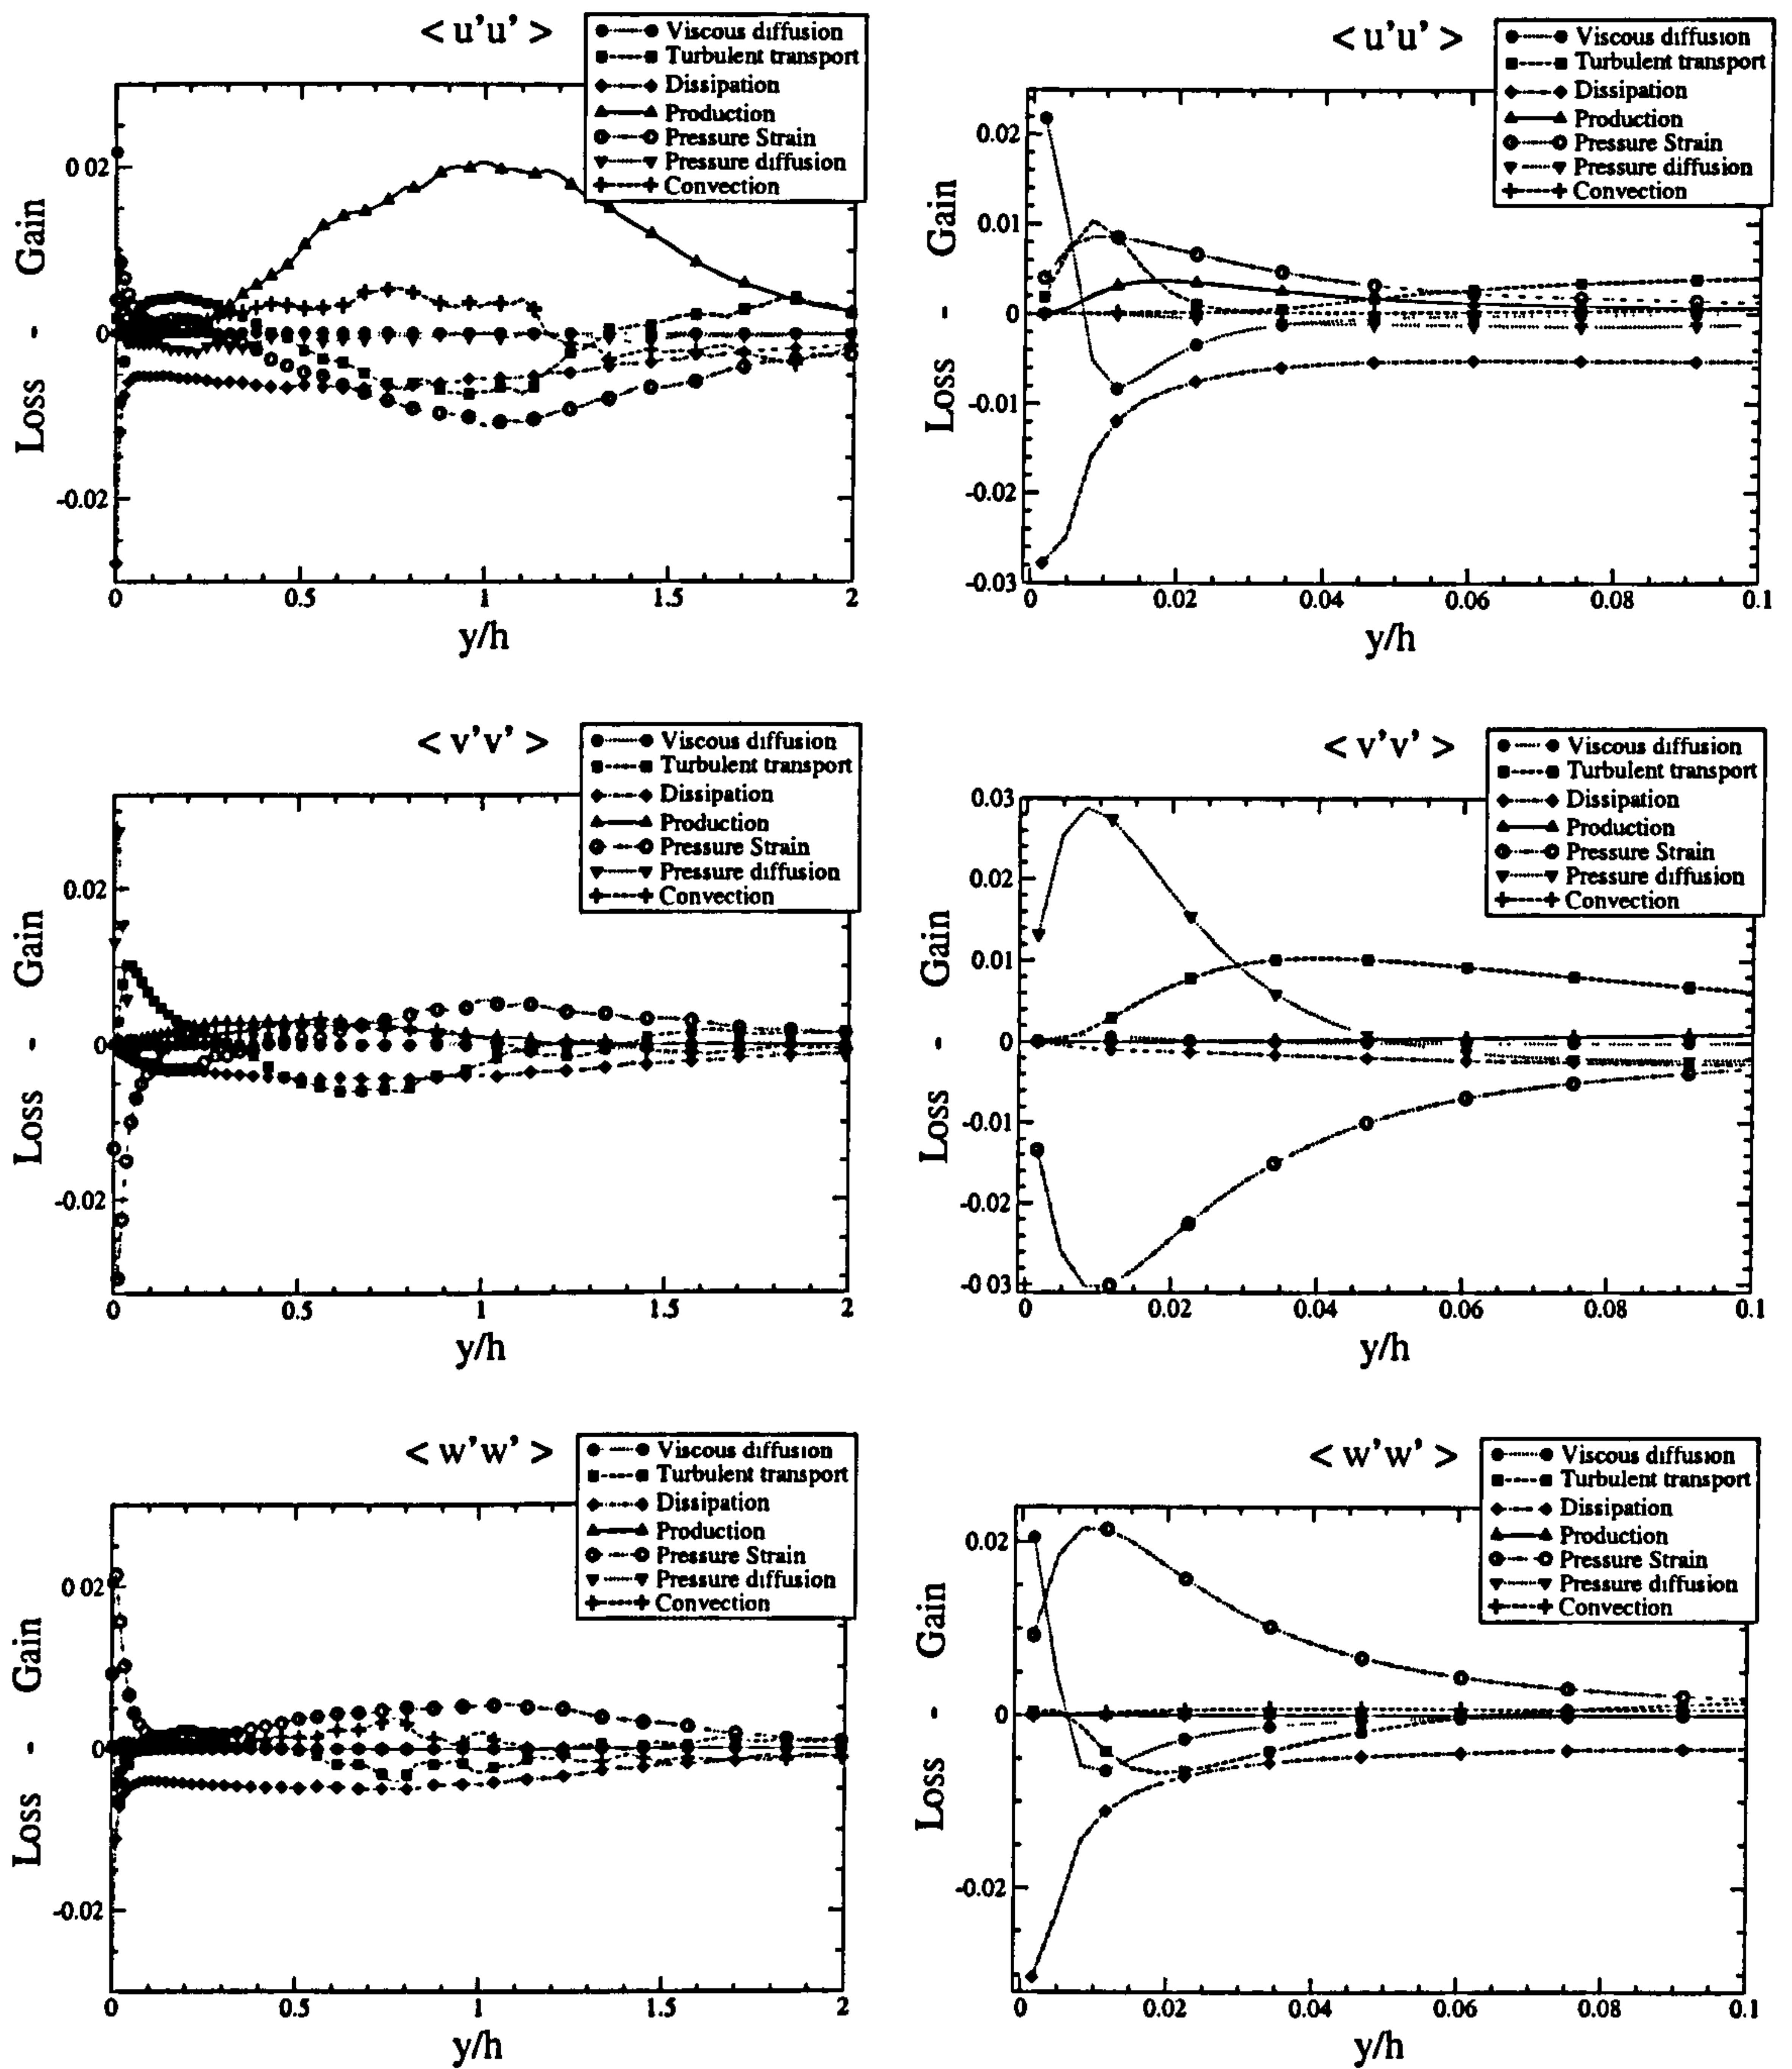 < u'u' >
Viscous diffusion
Turbulent transport
Dissipation
Production
Pressure Strain
Pressure diffusion
Convection
0 02
0
-0.02
Loss - Gain
0 0.5 1 1.5 2
y/h
< u'u' >
Viscous diffusion
Turbulent transport
Dissipation
Production
Pressure Strain
Pressure diffusion
Convection
0.02
0.01
0
-0.01
-0.02
-0.03
Loss - Gain
0 0.02 0.04 0.06 0.08 0.1
y/h
< v'v' >
Viscous diffusion
Turbulent transport
Dissipation
Production
Pressure Strain
Pressure diffusion
Convection
0.02
0
-0.02
Loss - Gain
0 0.5 1 1.5 2
y/h
< v'v' >
Viscous diffusion
Turbulent transport
Dissipation
Production
Pressure Strain
Pressure diffusion
Convection
0.03
0.02
0.01
0
-0.01
-0.02
-0 03
Loss - Gain
0 0.02 0.04 0.06 0.08 0.1
y/h
< w'w' >
Viscous diffusion
Turbulent transport
Dissipation
Production
Pressure Strain
Pressure diffusion
Convection
0 02
0
-0.02
Loss - Gain
0 0.5 1 1.5 2
y/h
< w'w' >
Viscous diffusion
Turbulent transport
Dissipation
Production
Pressure Strain
Pressure diffusion
Convection
0.02
0
-0.02
Loss - Gain
0 0.02 0.04 0.06 0.08 0.1
y/h